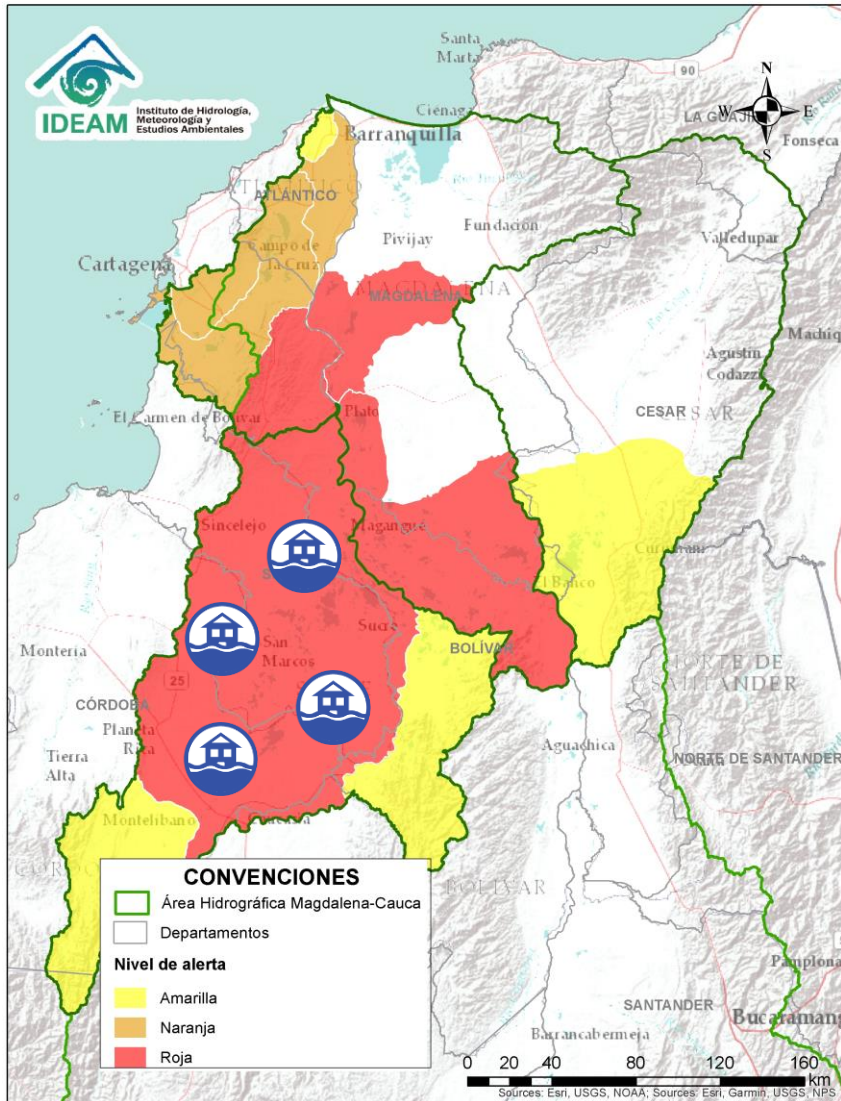 IDEAM
Instituto de Hidrología,
Meteorología y
Estudios Ambientales
Santa
Marta
90
N
W
E
S
Ciénaga
LA GUAJI
Barranquilla
Fonseca
ATLÁNTICO
Fundación
Pivijay
Valledupar
Campo de
la Cruz
Cartagena
MAGDALENA
Agustín
Codazzi
El Carmen de Bolívar
Plato
CESAR
CESAR
Sincelejo
Magangué
El Banco
Sucre
Montería
San
Marcos
BOLÍVAR
NORTE DE
SANTANDER
25
CÓRDOBA
Planeta
Rica
Tierra
Alta
Aguachica
NORTE DE SANTANDER
Montelíbano
BOLÍVAR
CONVENCIONES
Área Hidrográfica Magdalena-Cauca
Departamentos
Nivel de alerta
Amarilla
Naranja
Roja
Pamplona
SANTANDER
Bucaramang
Barrancabermeja
0 20 40 80 120 160
km
Sources: Esri, USGS, NOAA; Sources: Esri, Garmin, USGS, NPS